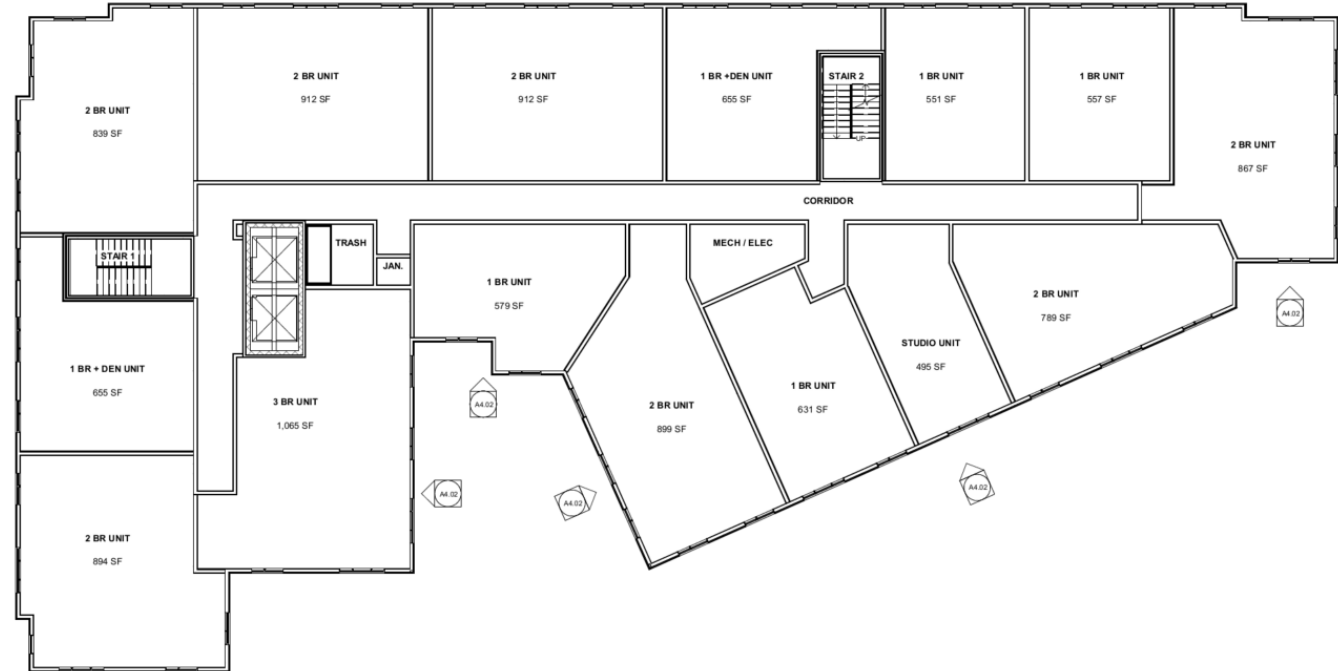 2 BR UNIT
839 SF
2 BR UNIT
912 SF
2 BR UNIT
912 SF
1 BR +DEN UNIT
655 SF
STAIR 2
UP
1 BR UNIT
551 SF
1 BR UNIT
557 SF
2 BR UNIT
867 SF
CORRIDOR
STAIR 1
TRASH
JAN.
MECH / ELEC
1 BR UNIT
579 SF
2 BR UNIT
789 SF
A4.02
STUDIO UNIT
495 SF
1 BR + DEN UNIT
655 SF
3 BR UNIT
1,065 SF
A4.02
2 BR UNIT
899 SF
1 BR UNIT
631 SF
A4.02
A4.02
A4.02
2 BR UNIT
894 SF